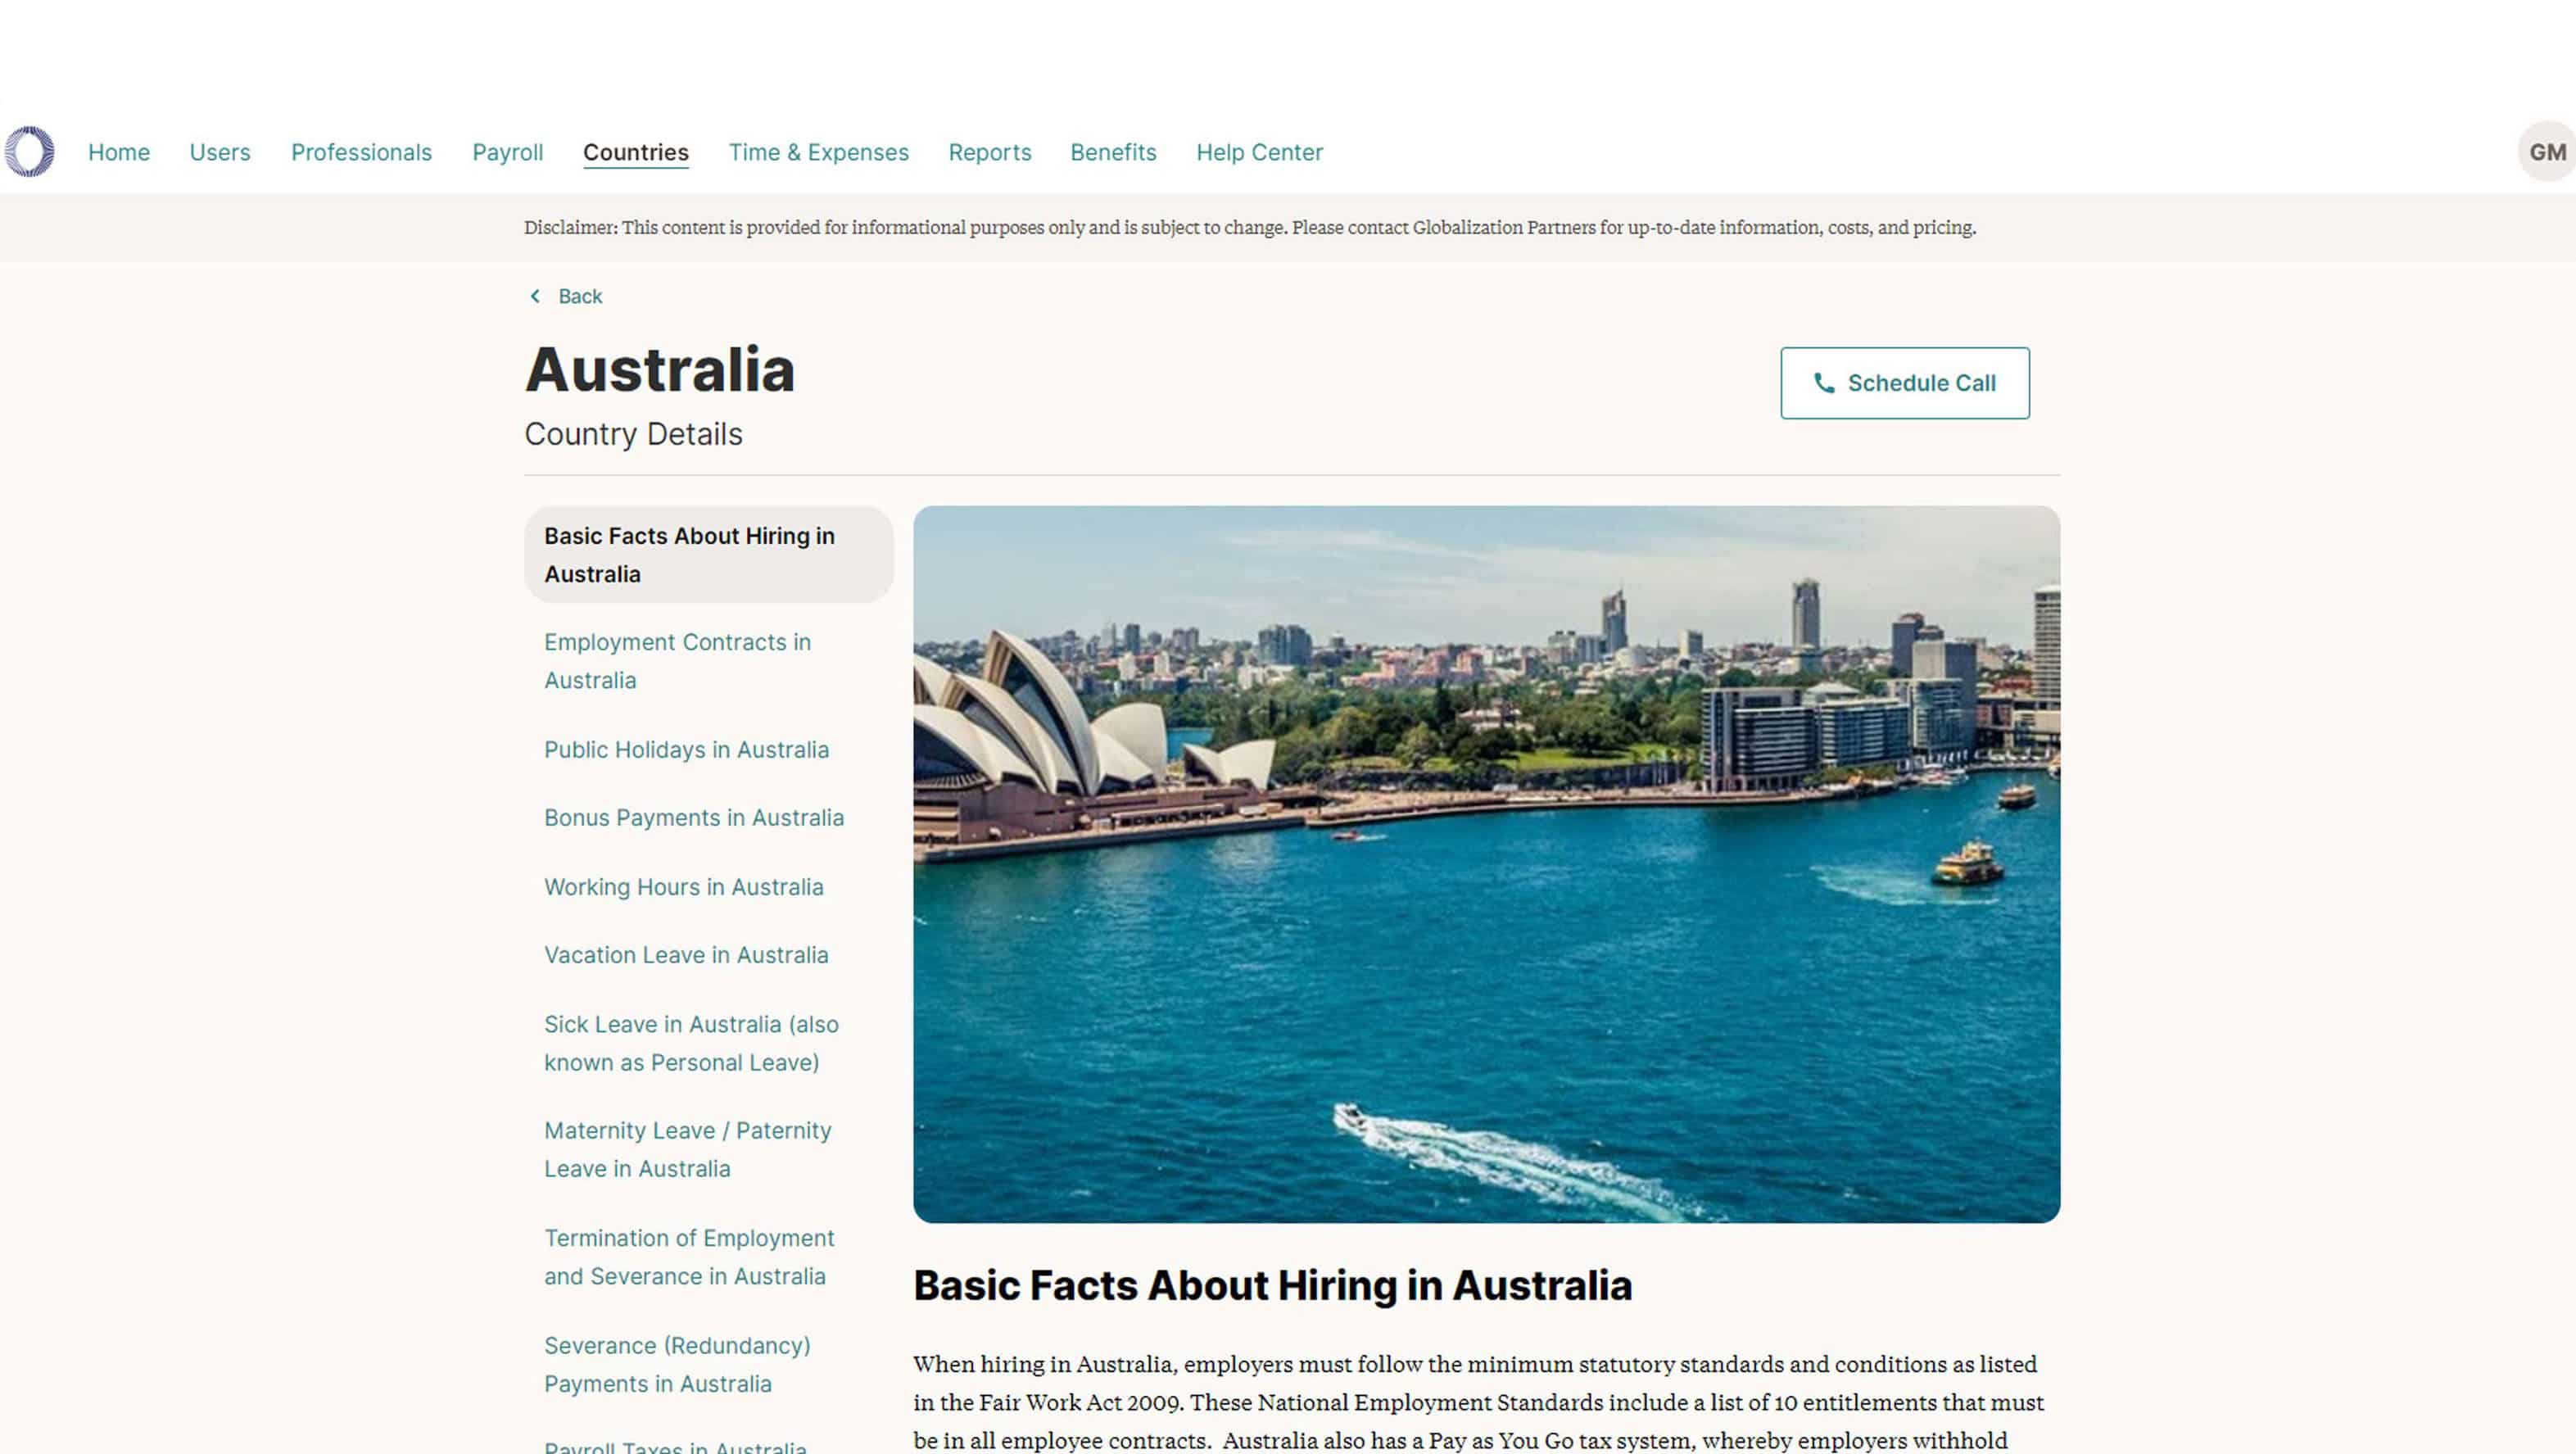 Home Users Professionals Payroll Countries Time & Expenses Reports Benefits Help Center GM
Disclaimer: This content is provided for informational purposes only and is subject to change. Please contact Globalization Partners for up-to-date information, costs, and pricing.
Back
Australia
Schedule Call
Country Details
Basic Facts About Hiring in
Australia
Employment Contracts in
Australia
Public Holidays in Australia
Bonus Payments in Australia
Working Hours in Australia
Vacation Leave in Australia
Sick Leave in Australia (also
known as Personal Leave)
Maternity Leave / Paternity
Leave in Australia
Termination of Employment
and Severance in Australia
Severance (Redundancy)
Payments in Australia
Payroll Taxes in Australia
Basic Facts About Hiring in Australia
When hiring in Australia, employers must follow the minimum statutory standards and conditions as listed
in the Fair Work Act 2009. These National Employment Standards include a list of 10 entitlements that must
be in all employee contracts. Australia also has a Pay as You Go tax system, whereby employers withhold